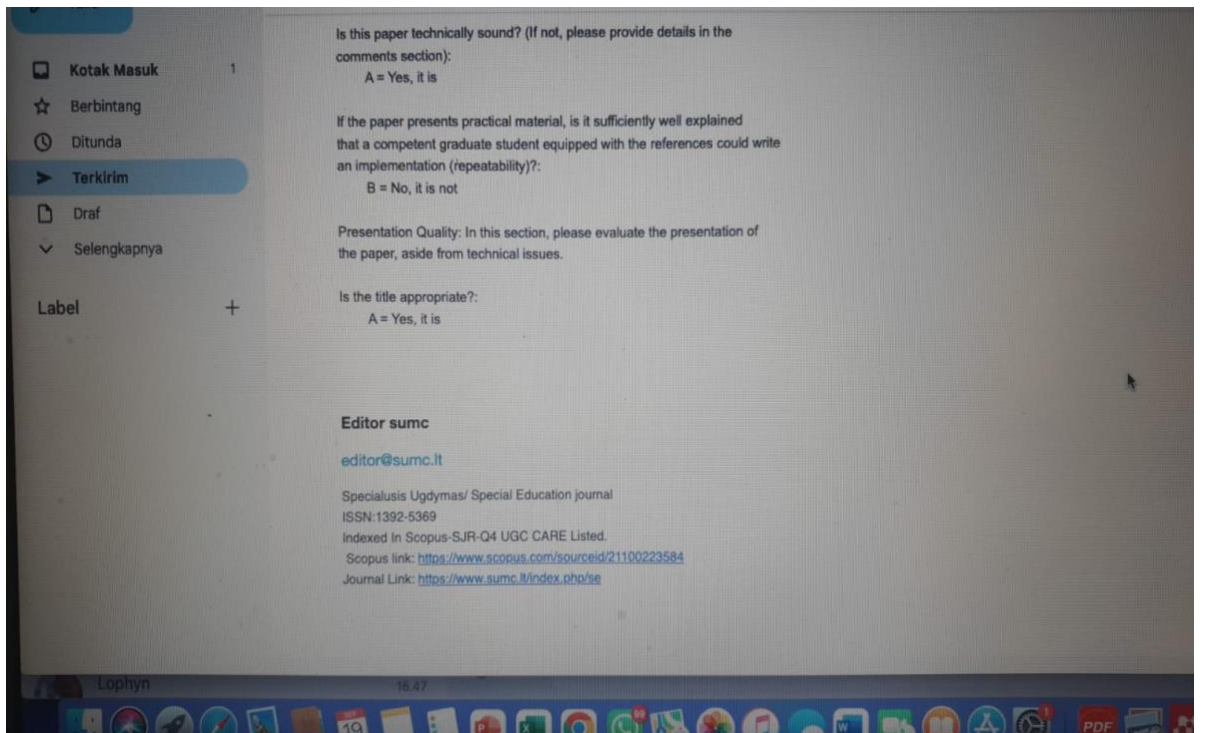 Kotak Masuk 1
Berbintang
Ditunda
Terkirim
Draf
Selengkapnya
Label +
Is this paper technically sound? (If not, please provide details in the
comments section):
A = Yes, it is
If the paper presents practical material, is it sufficiently well explained
that a competent graduate student equipped with the references could write
an implementation (repeatability)?:
B = No, it is not
Presentation Quality: In this section, please evaluate the presentation of
the paper, aside from technical issues.
Is the title appropriate?:
A = Yes, it is
Editor sumc
editor@sumc.lt
Specialusis Ugdymas/ Special Education journal
ISSN:1392-5369
Indexed In Scopus-SJR-Q4 UGC CARE Listed.
Scopus link: https://www.scopus.com/sourceid/21100223584
Journal Link: https://www.sumc.lt/index.php/se
Lophyn 16.47
19
PDF